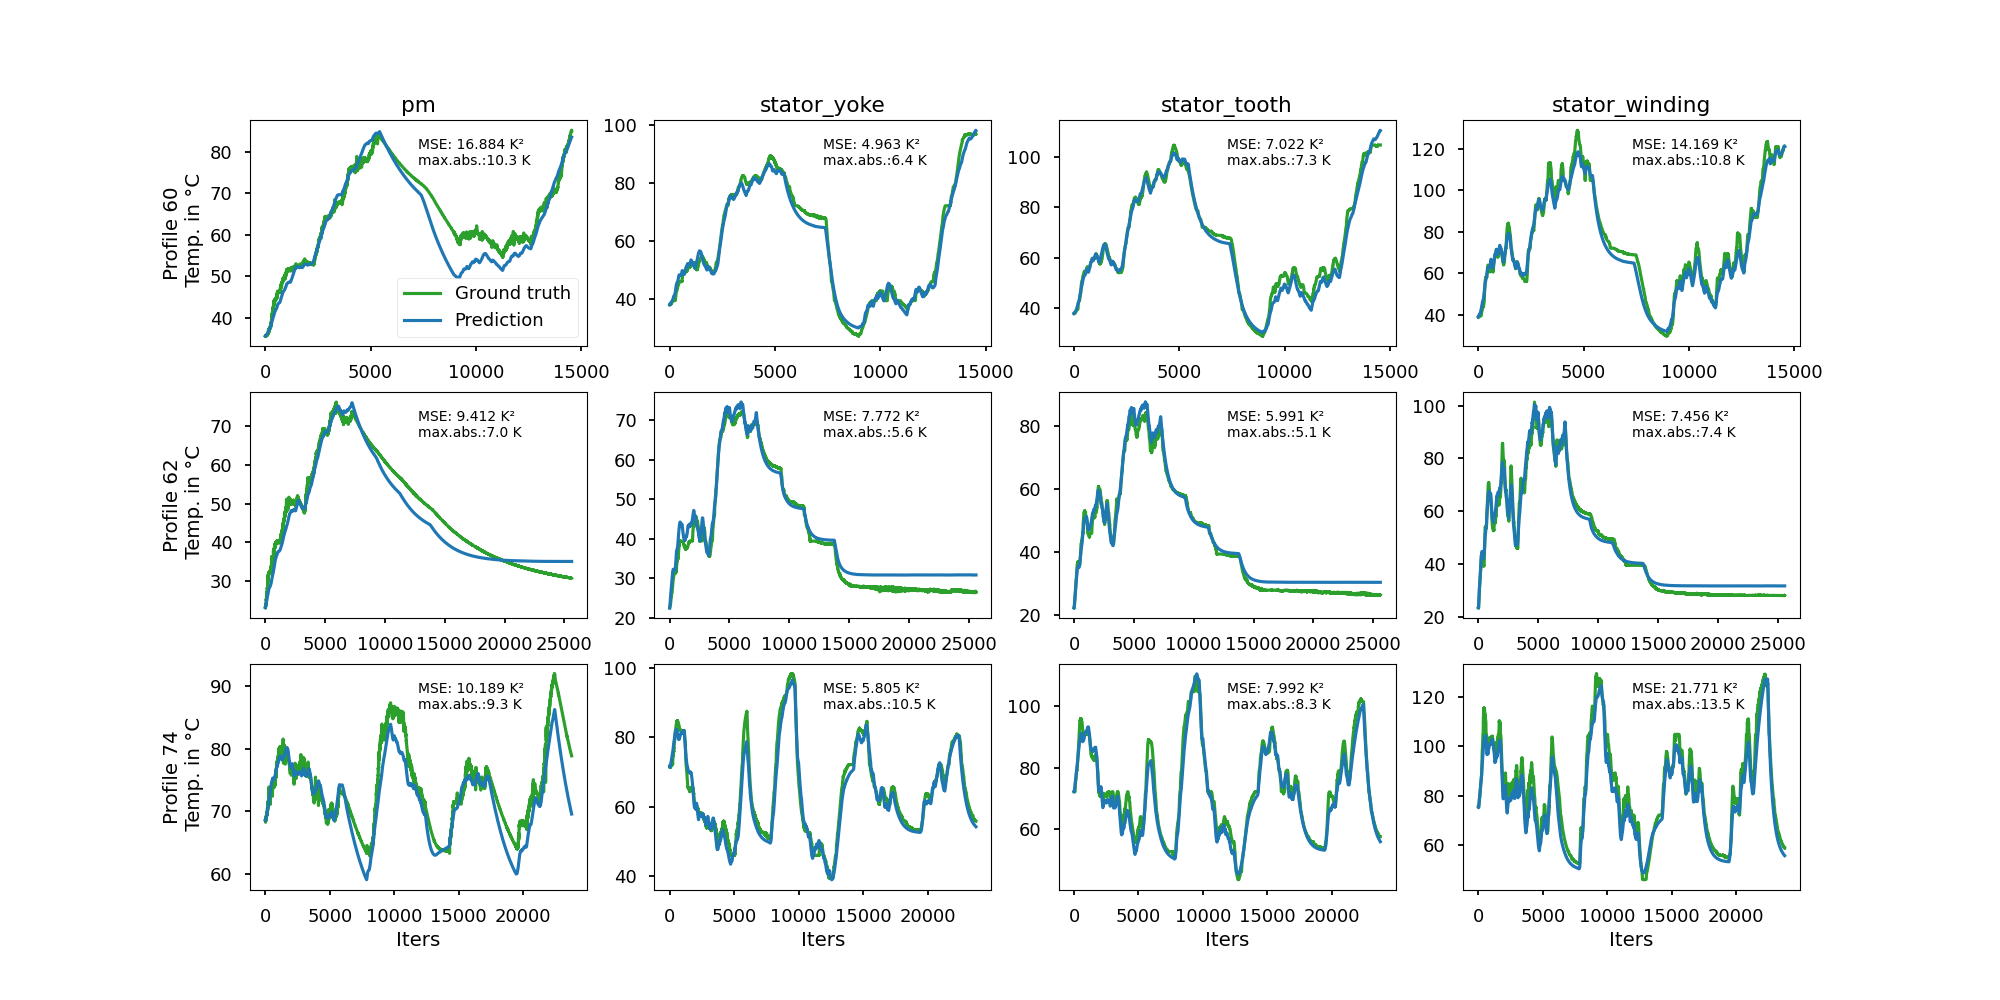 pm stator_yoke stator_tooth stator_winding
Profile 60
Temp. in °C
80
70
60
50
40
MSE: 16.884 K²
max.abs.:10.3 K
Ground truth
Prediction
0 5000 10000 15000
100
80
60
40
MSE: 4.963 K²
max.abs.:6.4 K
0 5000 10000 15000
100
80
60
40
MSE: 7.022 K²
max.abs.:7.3 K
0 5000 10000 15000
120
100
80
60
40
MSE: 14.169 K²
max.abs.:10.8 K
0 5000 10000 15000
Profile 62
Temp. in °C
70
60
50
40
30
MSE: 9.412 K²
max.abs.:7.0 K
0 5000 10000 15000 20000 25000
70
60
50
40
30
20
MSE: 7.772 K²
max.abs.:5.6 K
0 5000 10000 15000 20000 25000
80
60
40
20
MSE: 5.991 K²
max.abs.:5.1 K
0 5000 10000 15000 20000 25000
100
80
60
40
20
MSE: 7.456 K²
max.abs.:7.4 K
0 5000 10000 15000 20000 25000
Profile 74
Temp. in °C
90
80
70
60
MSE: 10.189 K²
max.abs.:9.3 K
0 5000 10000 15000 20000
Iters
100
80
60
40
MSE: 5.805 K²
max.abs.:10.5 K
0 5000 10000 15000 20000
Iters
100
80
60
MSE: 7.992 K²
max.abs.:8.3 K
0 5000 10000 15000 20000
Iters
120
100
80
60
MSE: 21.771 K²
max.abs.:13.5 K
0 5000 10000 15000 20000
Iters